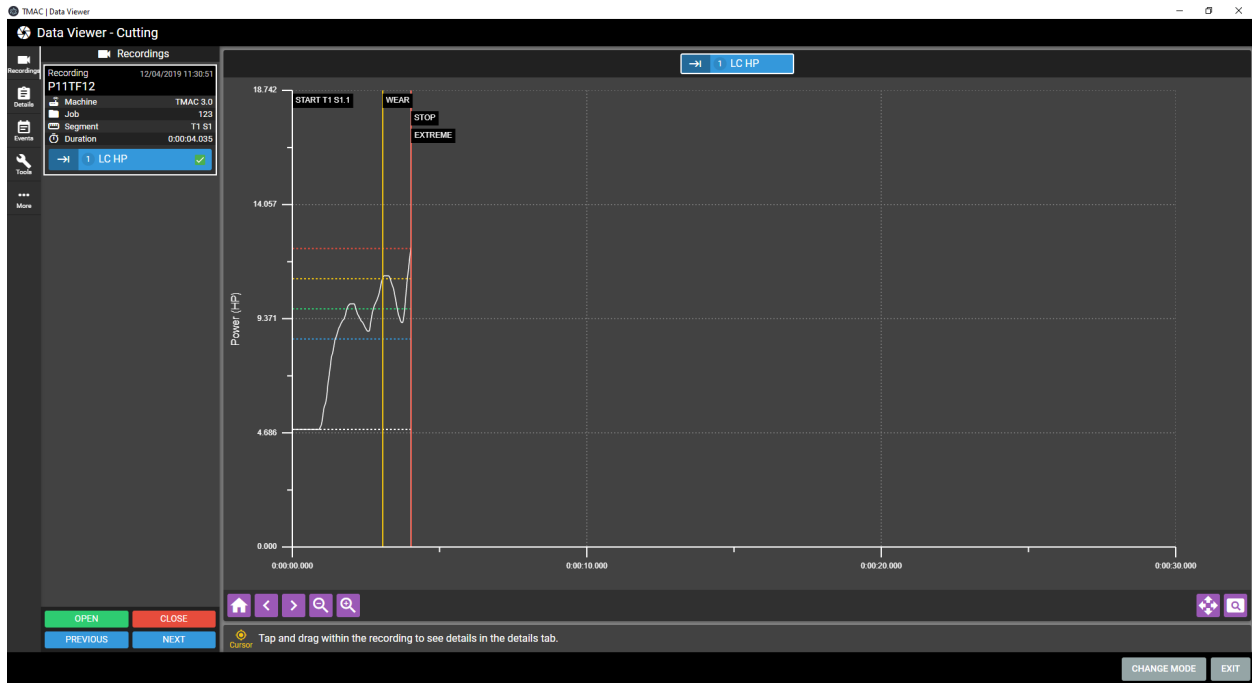 TMAC | Data Viewer
Data Viewer - Cutting
Recordings
Details
Events
Tools
More
Recordings
Recording 12/04/2019 11:30:51
P11TF12
Machine TMAC 3.0
Job 123
Segment T1 S1
Duration 0:00:04.035
1 LC HP
OPEN CLOSE
PREVIOUS NEXT
1 LC HP
Power (HP)
18.742
14.057
9.371
4.686
0.000
START T1 S1.1 WEAR
STOP
EXTREME
0:00:00.000 0:00:10.000 0:00:20.000 0:00:30.000
Cursor
Tap and drag within the recording to see details in the details tab.
CHANGE MODE EXIT